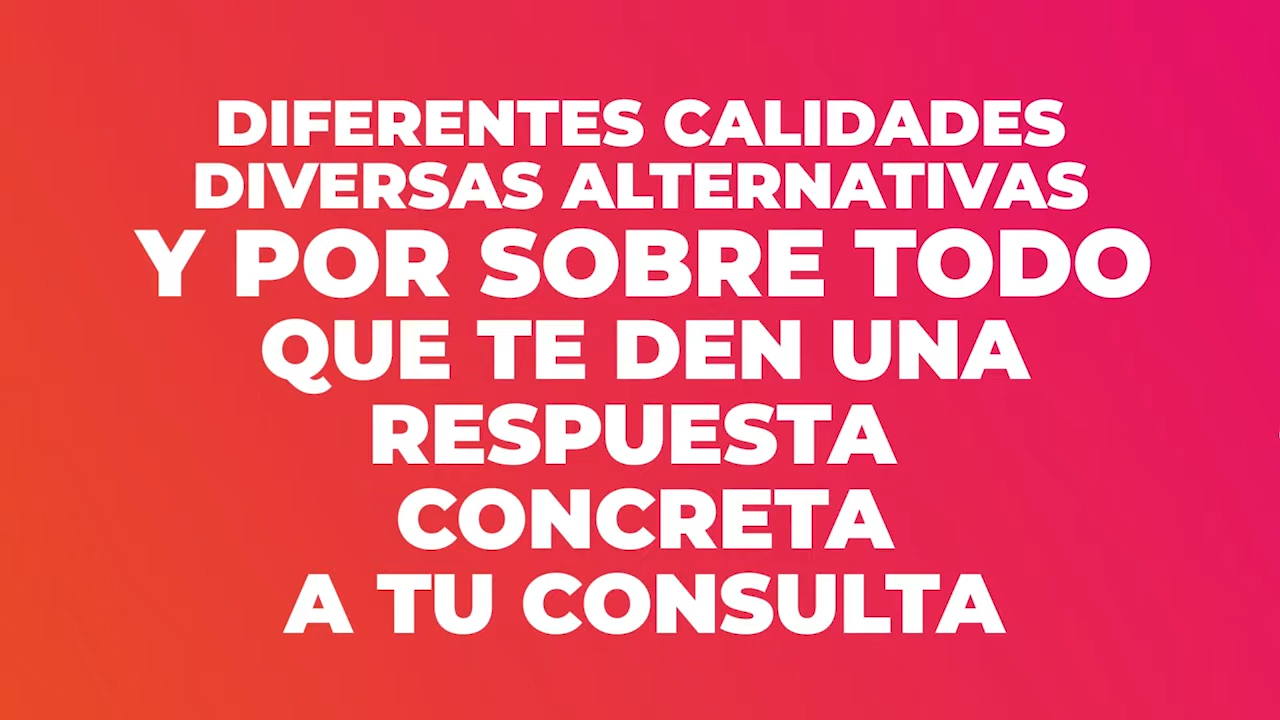 DIFERENTES CALIDADES
DIVERSAS ALTERNATIVAS
Y POR SOBRE TODO
QUE TE DEN UNA
RESPUESTA
CONCRETA
A TU CONSULTA